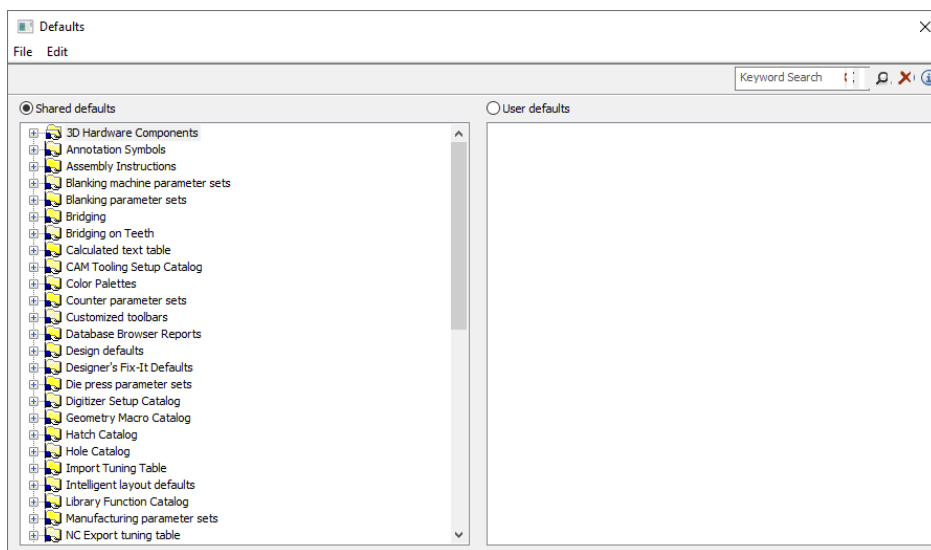 Defaults
File Edit
Keyword Search
Shared defaults
User defaults
3D Hardware Components
Annotation Symbols
Assembly Instructions
Blanking machine parameter sets
Blanking parameter sets
Bridging
Bridging on Teeth
Calculated text table
CAM Tooling Setup Catalog
Color Palettes
Counter parameter sets
Customized toolbars
Database Browser Reports
Design defaults
Designer's Fix-It Defaults
Die press parameter sets
Digitizer Setup Catalog
Geometry Macro Catalog
Hatch Catalog
Hole Catalog
Import Tuning Table
Intelligent layout defaults
Library Function Catalog
Manufacturing parameter sets
NC Export tuning table